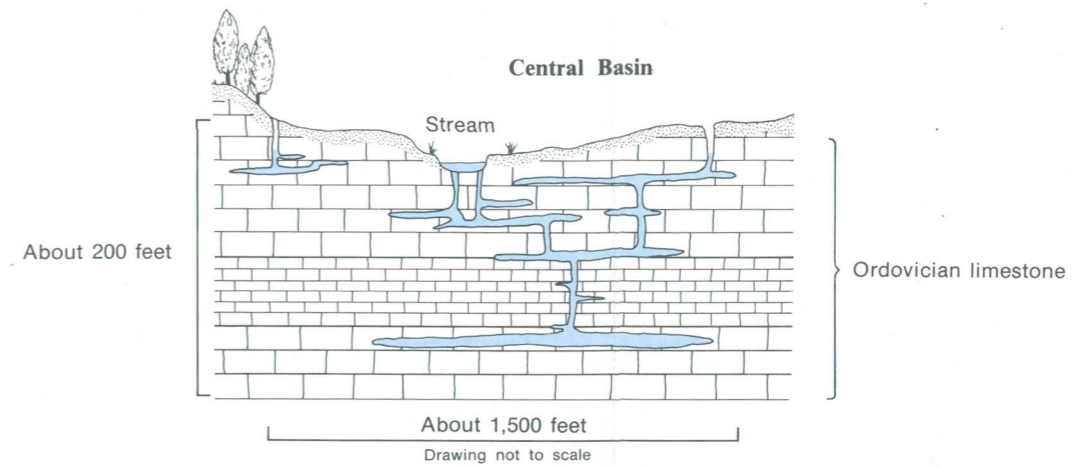 Central Basin
Stream
About 200 feet
Ordovician limestone
About 1,500 feet
Drawing not to scale